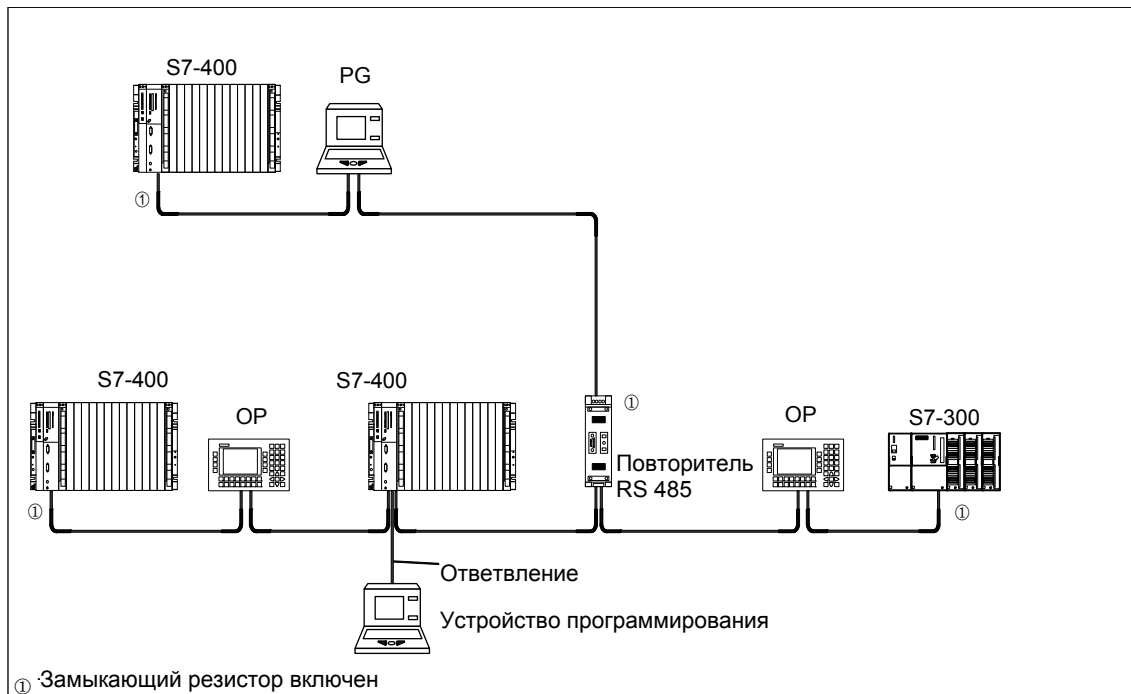 S7-400
PG
①
S7-400
S7-400
OP
①
OP
S7-300
Повторитель
RS 485
①
①
Ответвление
Устройство программирования
① Замыкающий резистор включен